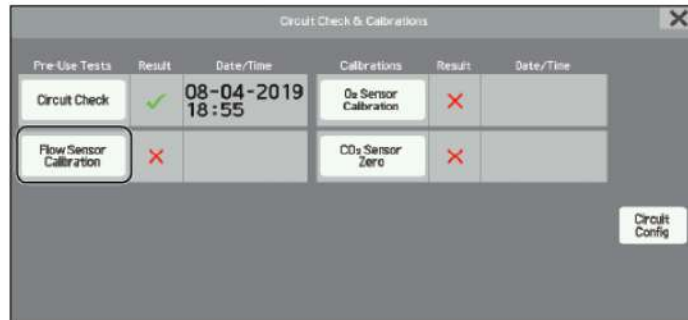 Circuit Check & Calibrations
Pre-Use Tests Result Date/Time Calibrations Result Date/Time
Circuit Check
08-04-2019
18:55
O₂ Sensor
Calibration
Flow Sensor
Calibration
CO₂ Sensor
Zero
Circuit
Config